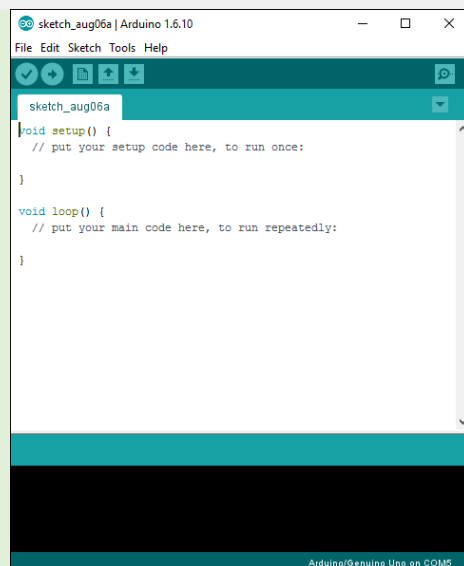 sketch_aug06a | Arduino 1.6.10
File Edit Sketch Tools Help
sketch_aug06a
void setup() {
  // put your setup code here, to run once:

}

void loop() {
  // put your main code here, to run repeatedly:

}
Arduino/Genuino Uno on COM5